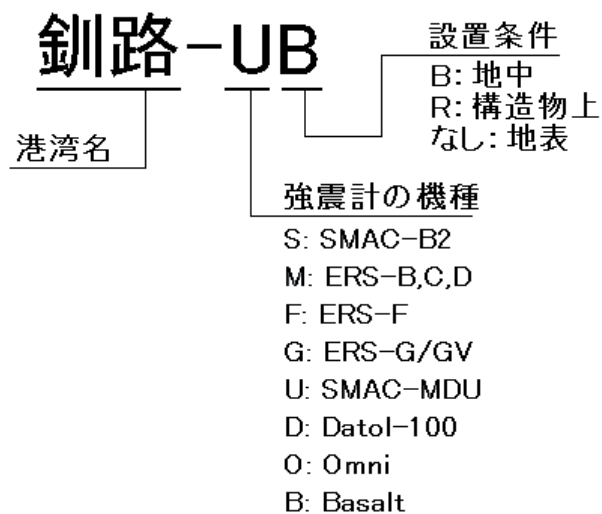 釧路-UB
港湾名
設置条件
B: 地中
R: 構造物上
なし: 地表
強震計の機種
S: SMAC-B2
M: ERS-B,C,D
F: ERS-F
G: ERS-G/GV
U: SMAC-MDU
D: Datol-100
O: Omni
B: Basalt